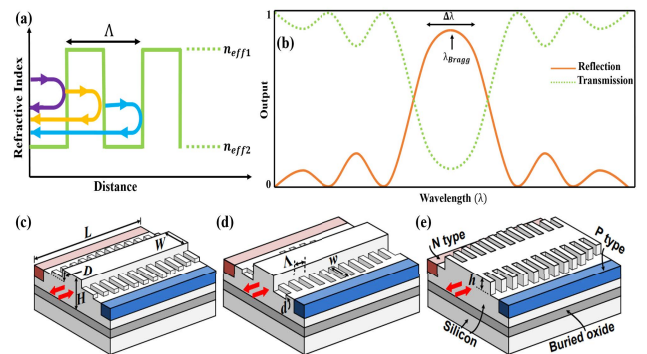 (a)
Λ
n_eff1
n_eff2
Refractive Index
Distance
(b)
1
0
Output
Δλ
λ_Bragg
Reflection
Transmission
Wavelength (λ)
(c)
L
W
D
H
(d)
Λ
w
d
(e)
N type
P type
h
Silicon
Buried oxide